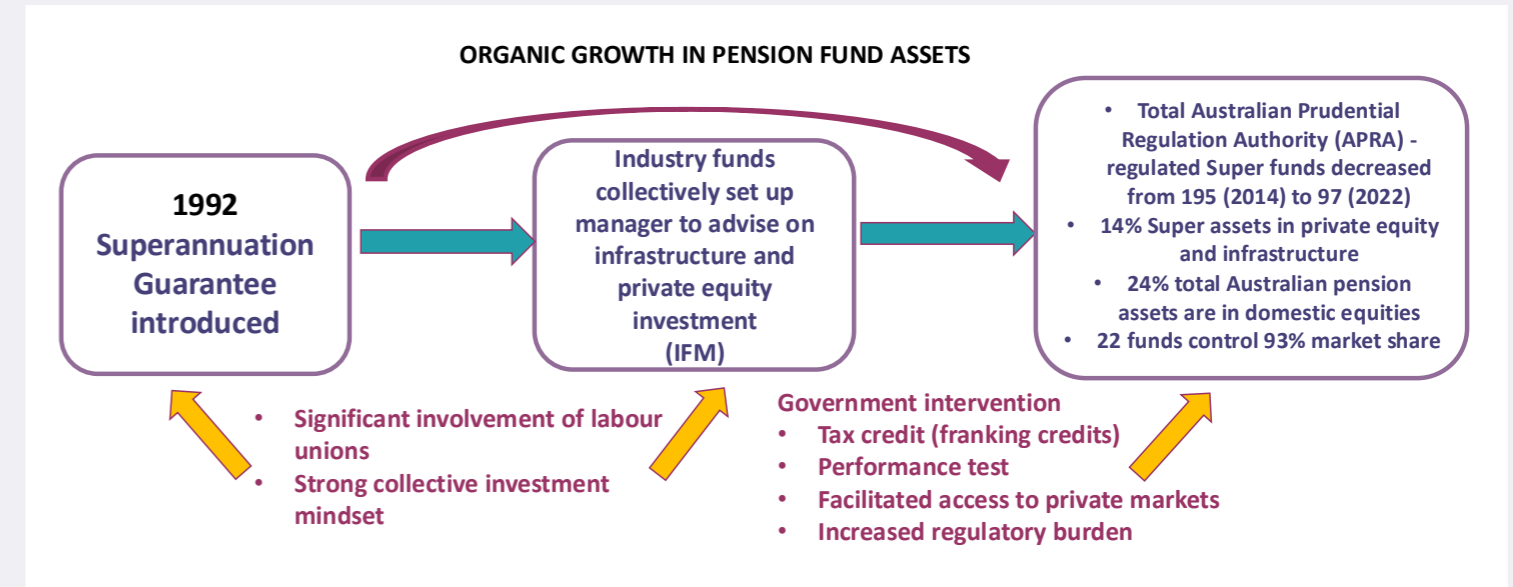 ORGANIC GROWTH IN PENSION FUND ASSETS
1992
Superannuation
Guarantee
introduced
Industry funds
collectively set up
manager to advise on
infrastructure and
private equity
investment
(IFM)
• Total Australian Prudential
Regulation Authority (APRA) -
regulated Super funds decreased
from 195 (2014) to 97 (2022)
• 14% Super assets in private equity
and infrastructure
• 24% total Australian pension
assets are in domestic equities
• 22 funds control 93% market share
• Significant involvement of labour
unions
• Strong collective investment
mindset
Government intervention
• Tax credit (franking credits)
• Performance test
• Facilitated access to private markets
• Increased regulatory burden